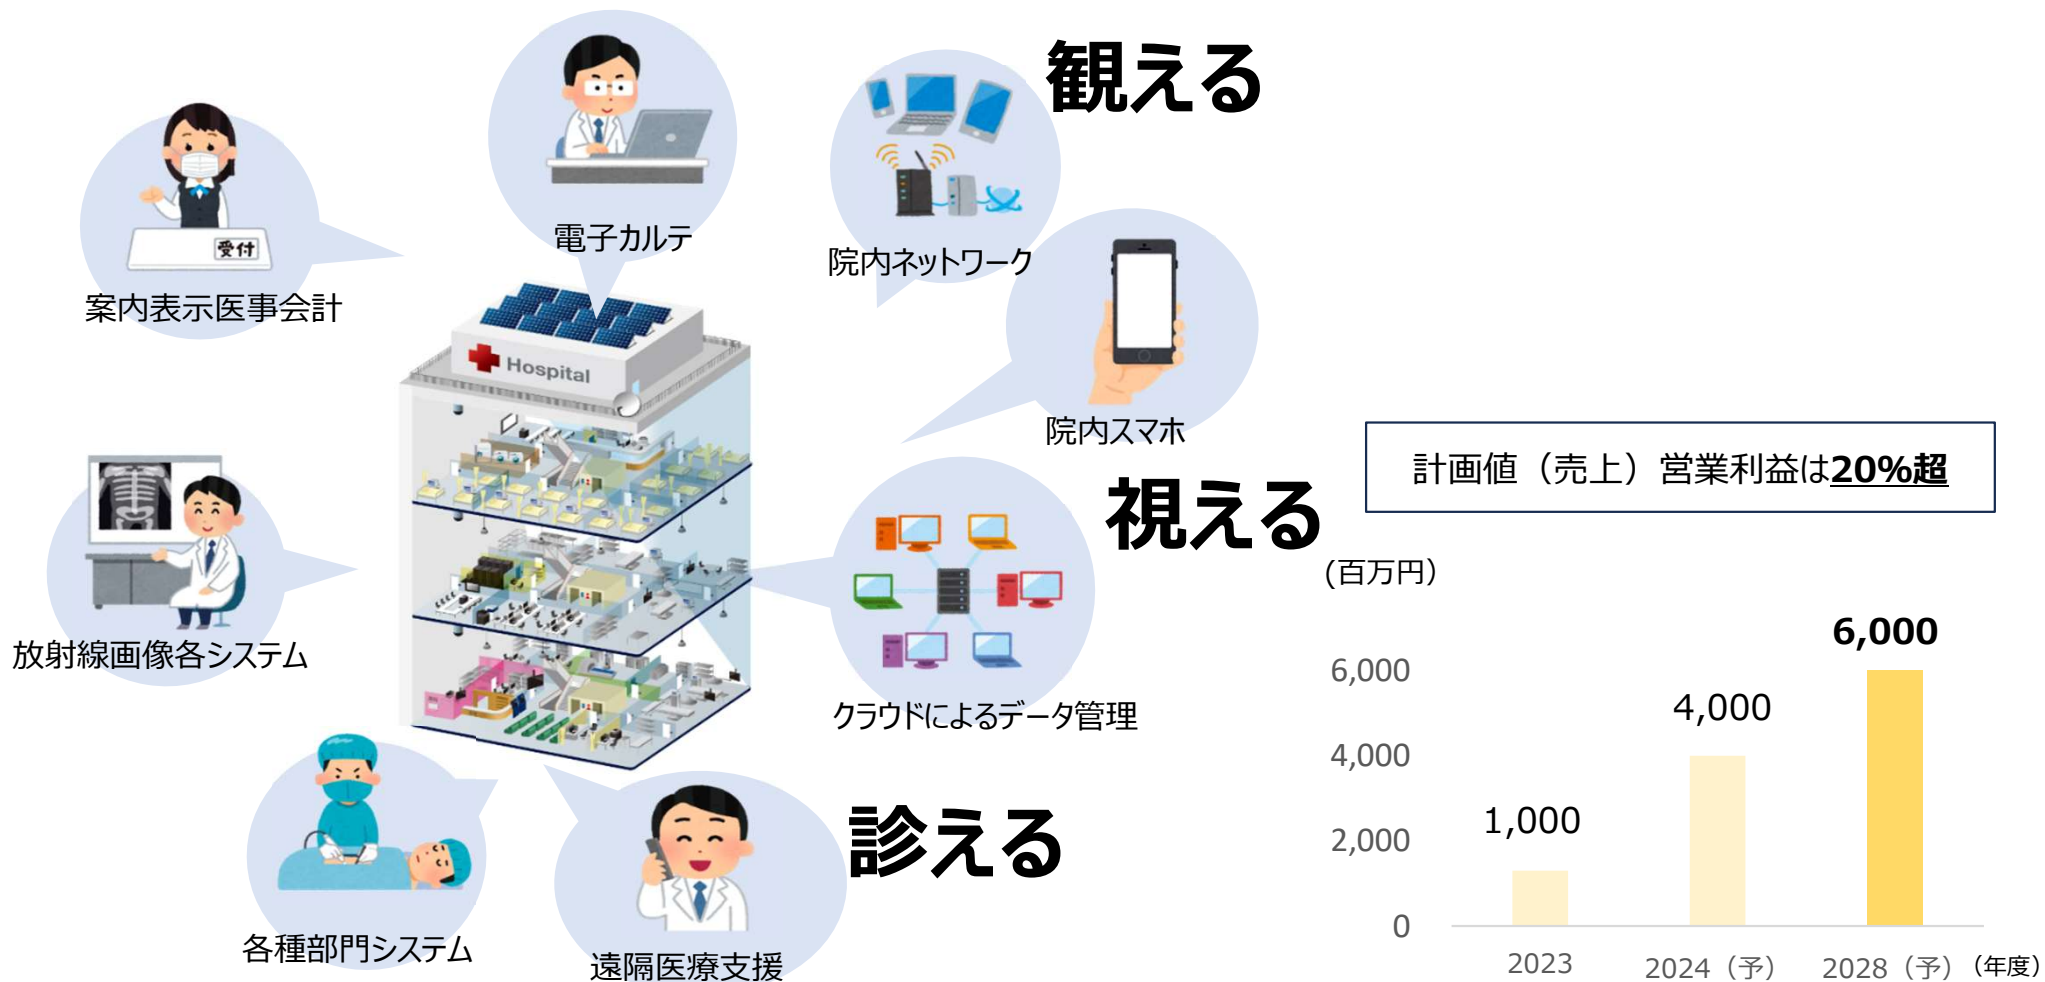 観える
電子カルテ
院内ネットワーク
受付
案内表示医事会計
Hospital
院内スマホ
視える
放射線画像各システム
クラウドによるデータ管理
診える
各種部門システム
遠隔医療支援
計画値（売上）営業利益は20%超
(百万円)
6,000
6,000
4,000
4,000
2,000
1,000
0
2023
2024（予）
2028（予）
（年度）